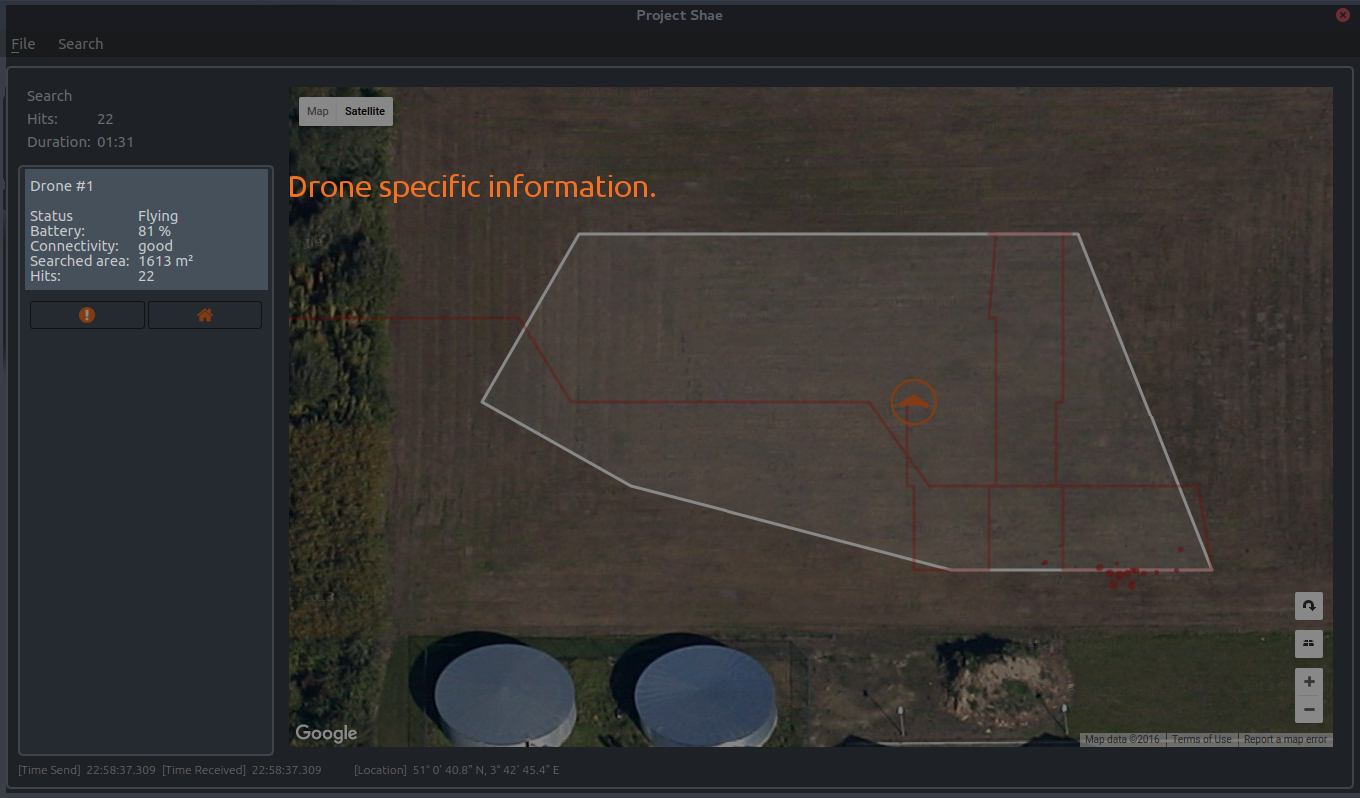 Project Shae
File Search
Search
Hits: 22
Duration: 01:31
Drone #1
Status Flying
Battery: 81 %
Connectivity: good
Searched area: 1613 m²
Hits: 22
Map Satellite
Drone specific information.
Google
Map data ©2016 Terms of Use Report a map error
[Time Send] 22:58:37.309 [Time Received] 22:58:37.309 [Location] 51° 0' 40.8" N, 3° 42' 45.4" E